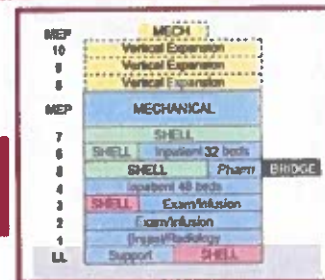 MEP MECH
10 Vertical Expansion
9 Vertical Expansion
8 Vertical Expansion
MEP MECHANICAL
7 SHELL
6 SHELL Inpatient 32 beds
5 SHELL Pharm BRIDGE
4 Inpatient 48 beds
3 SHELL Exam/Infusion
2 Exam/Infusion
1 /Radiology
LL Support SHELL